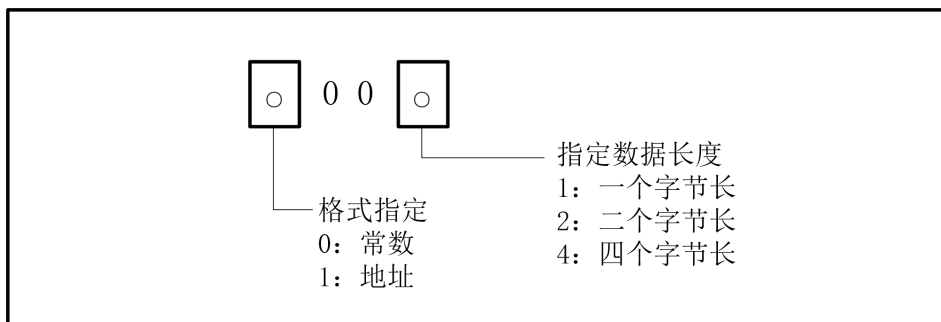 ○ 0 0 ○
指定数据长度
1: 一个字节长
2: 二个字节长
4: 四个字节长
格式指定
0: 常数
1: 地址